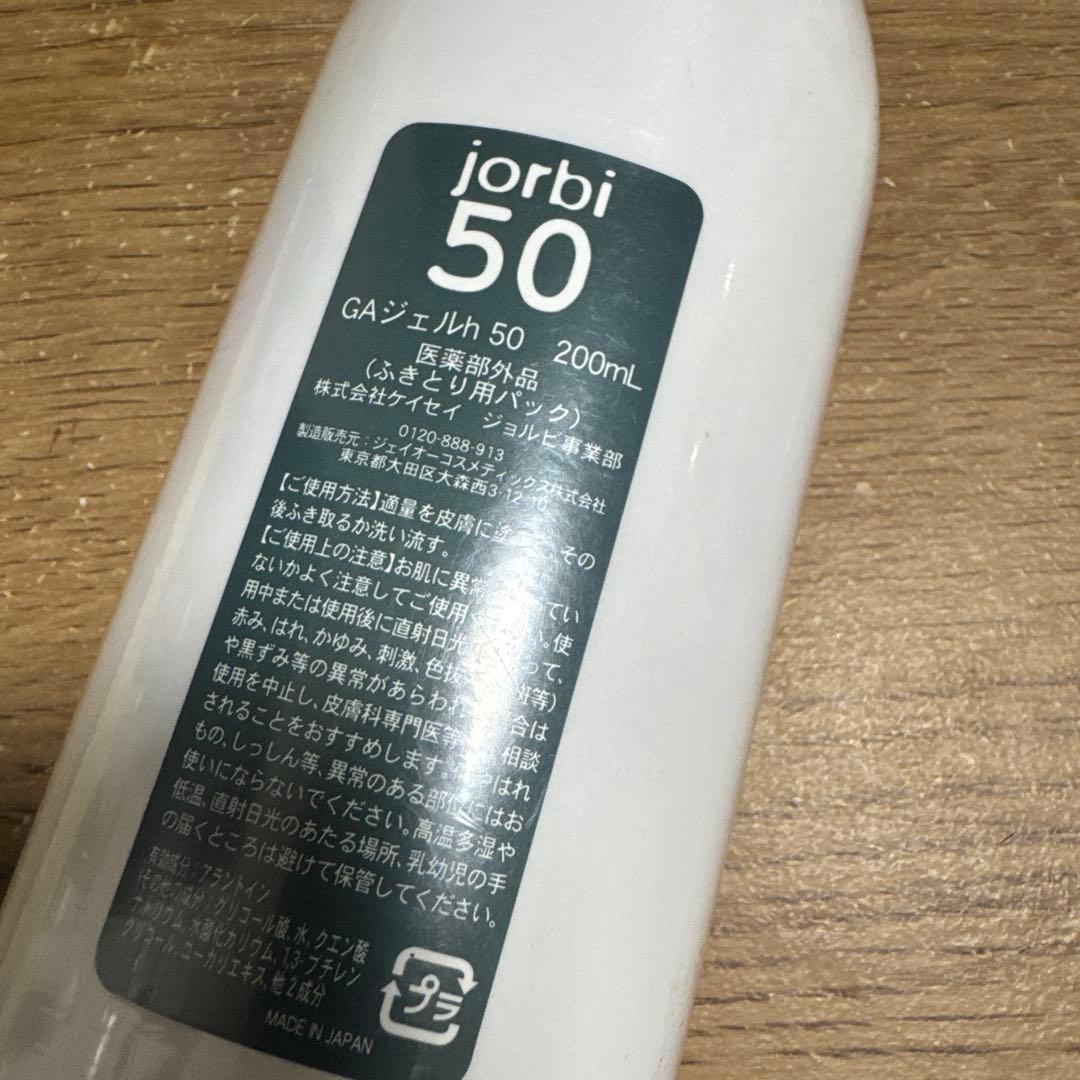 jorbi
50
GAジェルh 50 200mL
医薬部外品
(ふきとり用パック)
株式会社ケイセイ ジョルビ事業部
0120-888-913
製造販売元:ジェイオーコスメティックス株式会社
東京都大田区大森西3-12-10
【ご使用方法】適量を皮膚に塗 その
後ふき取るか洗い流す。
【ご使用上の注意】お肌に異常 てい
ないかよく注意してご使用 い。使
用中または使用後に直射日光 って、
赤み、はれ、かゆみ、刺激、色抜 斑等)
や黒ずみ等の異常があらわれ 合は
使用を中止し、皮膚科専門医等 相談
されることをおすすめします。 やはれ
もの、しっしん等、異常のある部位にはお
使いにならないでください。高温多湿や
低温、直射日光のあたる場所、乳幼児の手
の届くところは避けて保管してください。
有効成分:アラントイン
その他の成分:グリコール酸、水、クエン酸
ナトリウム、水酸化カリウム、1,3-ブチレン
グリコール、ユーカリエキス、他2成分
プラ
MADE IN JAPAN